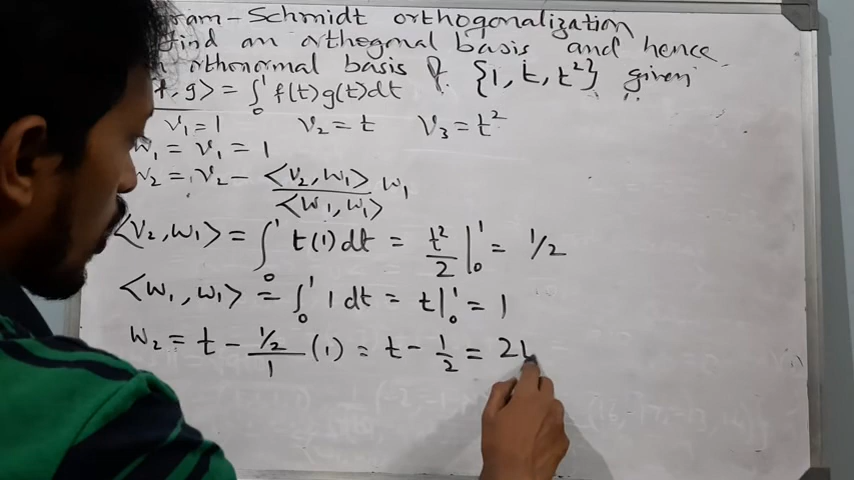 ram-Schmidt orthogonalization
find an orthogonal basis and hence
orthonormal basis of {1, t, t²} given
g> = ∫₀¹ f(t)g(t)dt
v₁ = 1 v₂ = t v₃ = t²
w₁ = v₁ = 1
w₂ = v₂ - <v₂, w₁>/<w₁, w₁> w₁
<v₂, w₁> = ∫₀¹ t(1)dt = t²/2 |₀¹ = 1/2
<w₁, w₁> = ∫₀¹ 1 dt = t|₀¹ = 1
w₂ = t - (1/2)/1 (1) = t - 1/2 = 2t